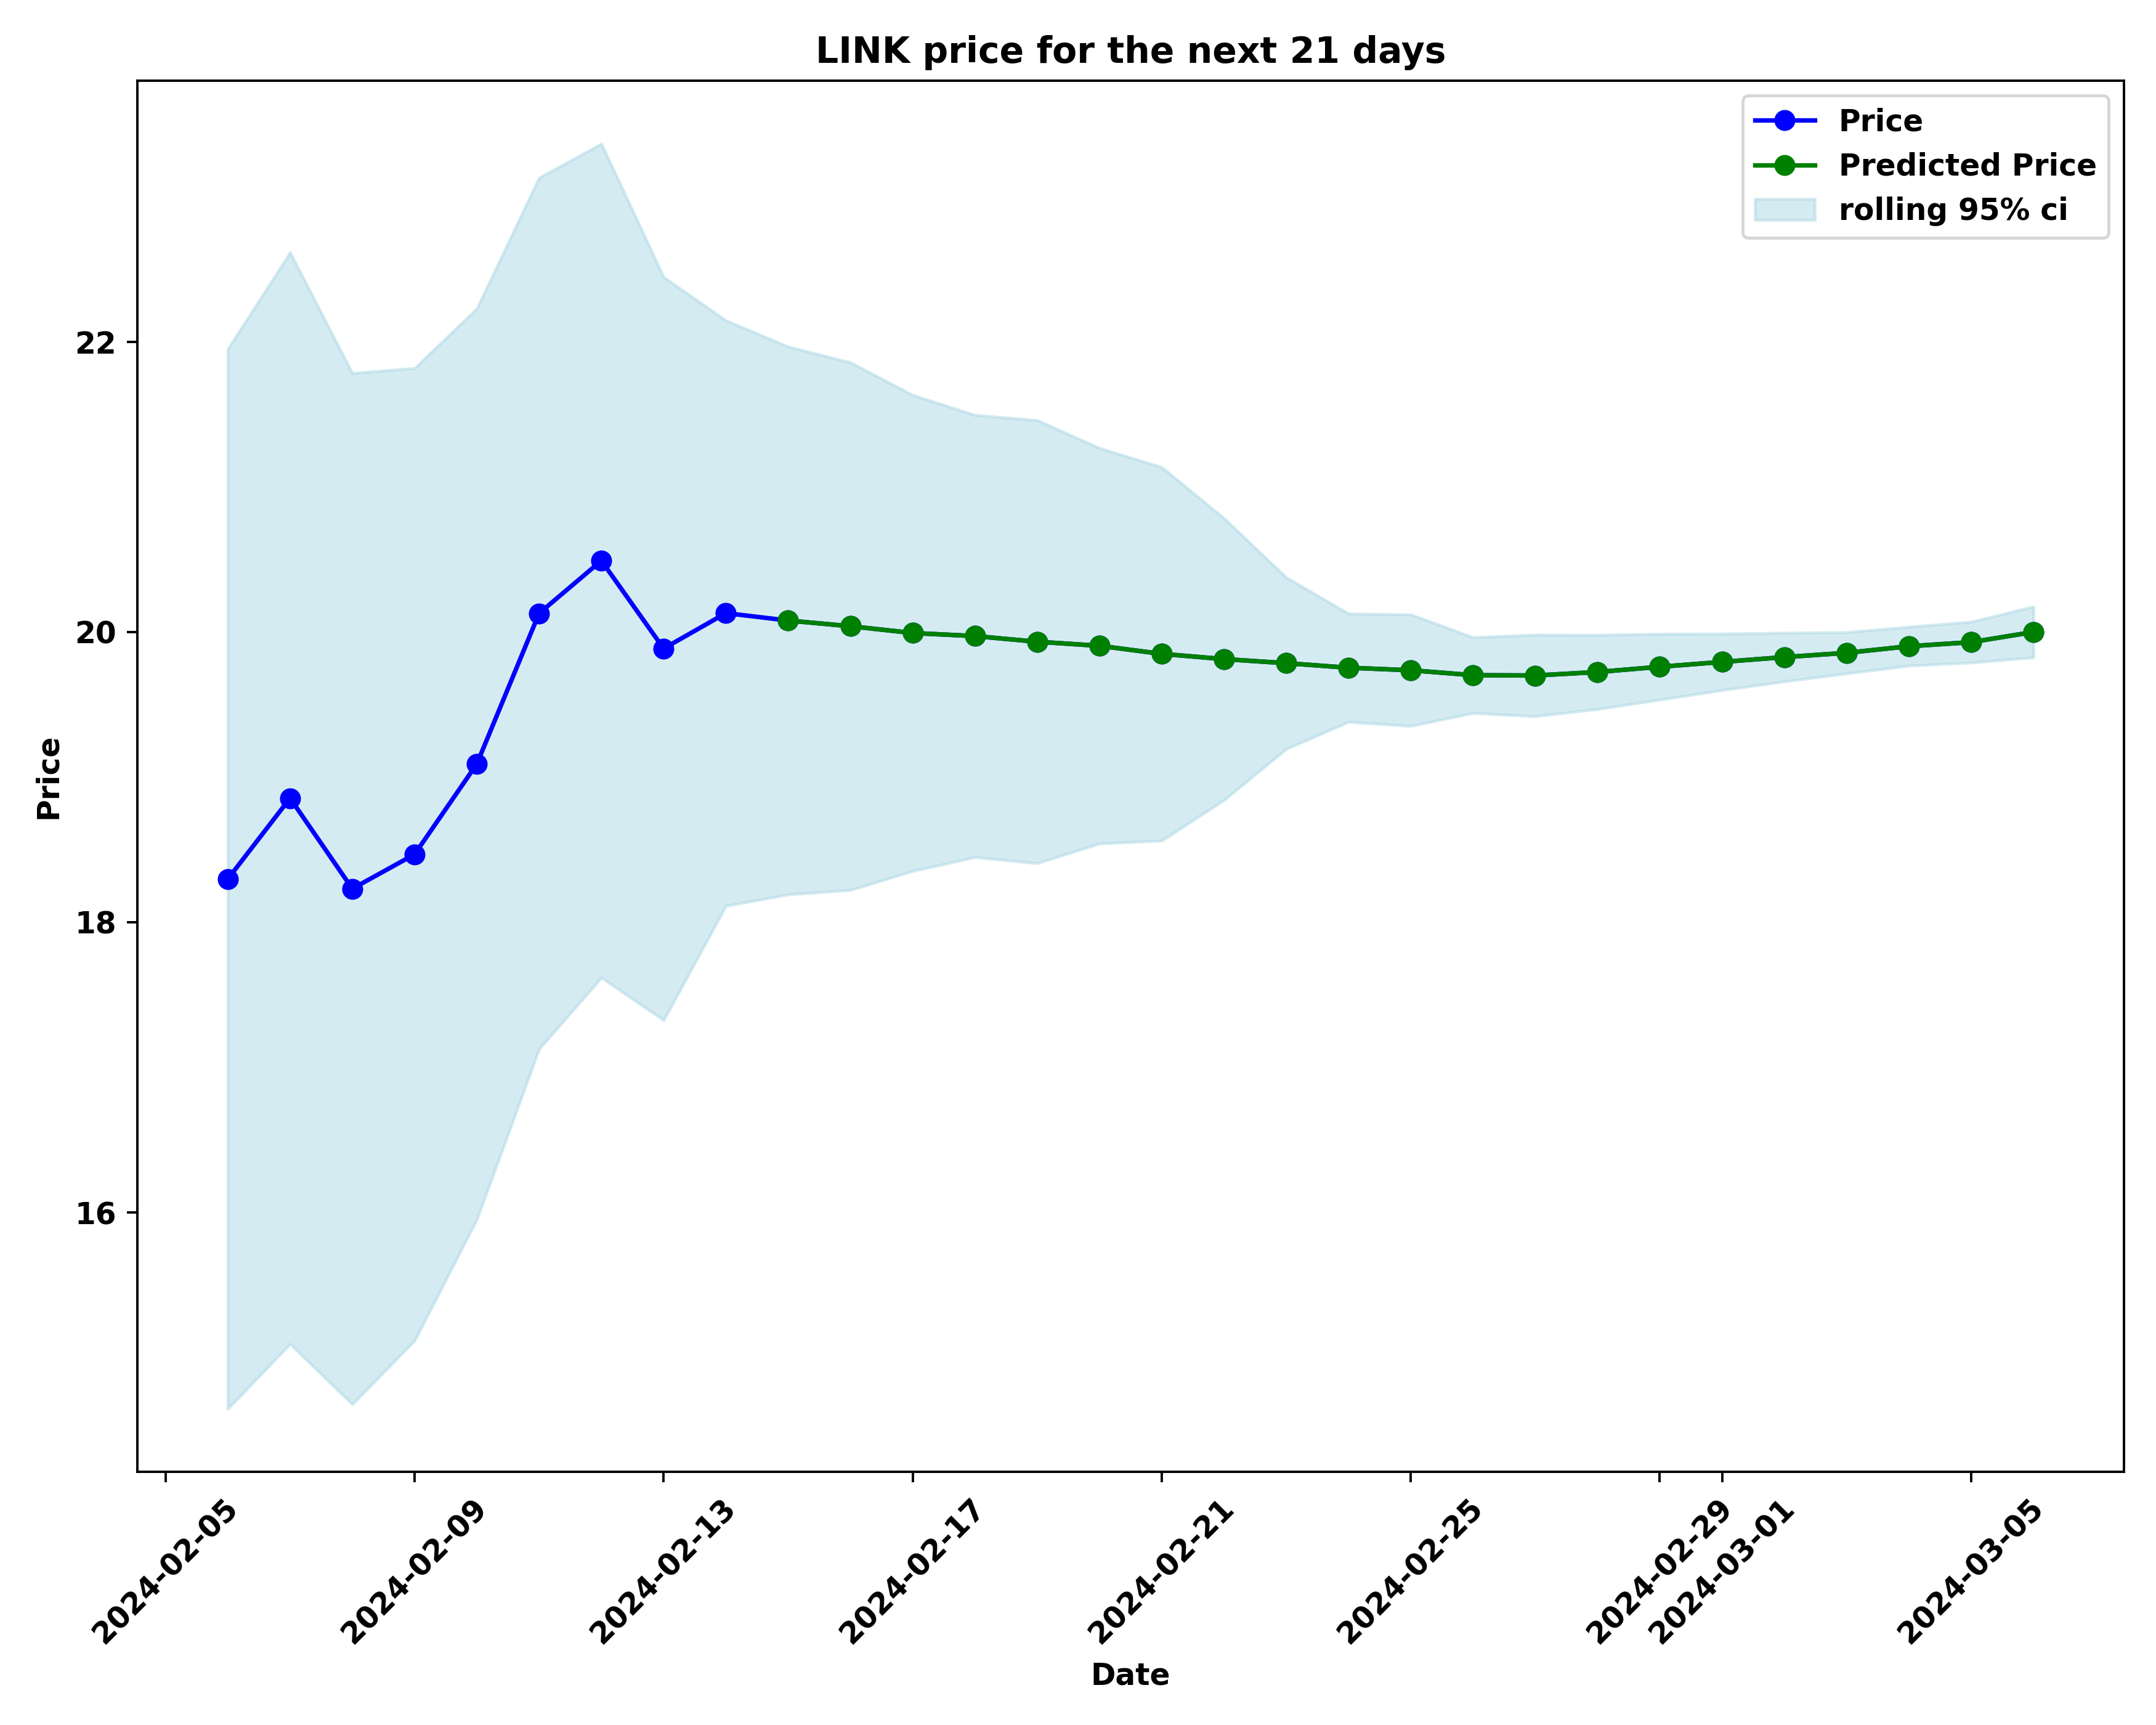 LINK price for the next 21 days
Price
Predicted Price
rolling 95% ci
22
20
18
16
Price
2024-02-05
2024-02-09
2024-02-13
2024-02-17
2024-02-21
2024-02-25
2024-02-29
2024-03-01
2024-03-05
Date